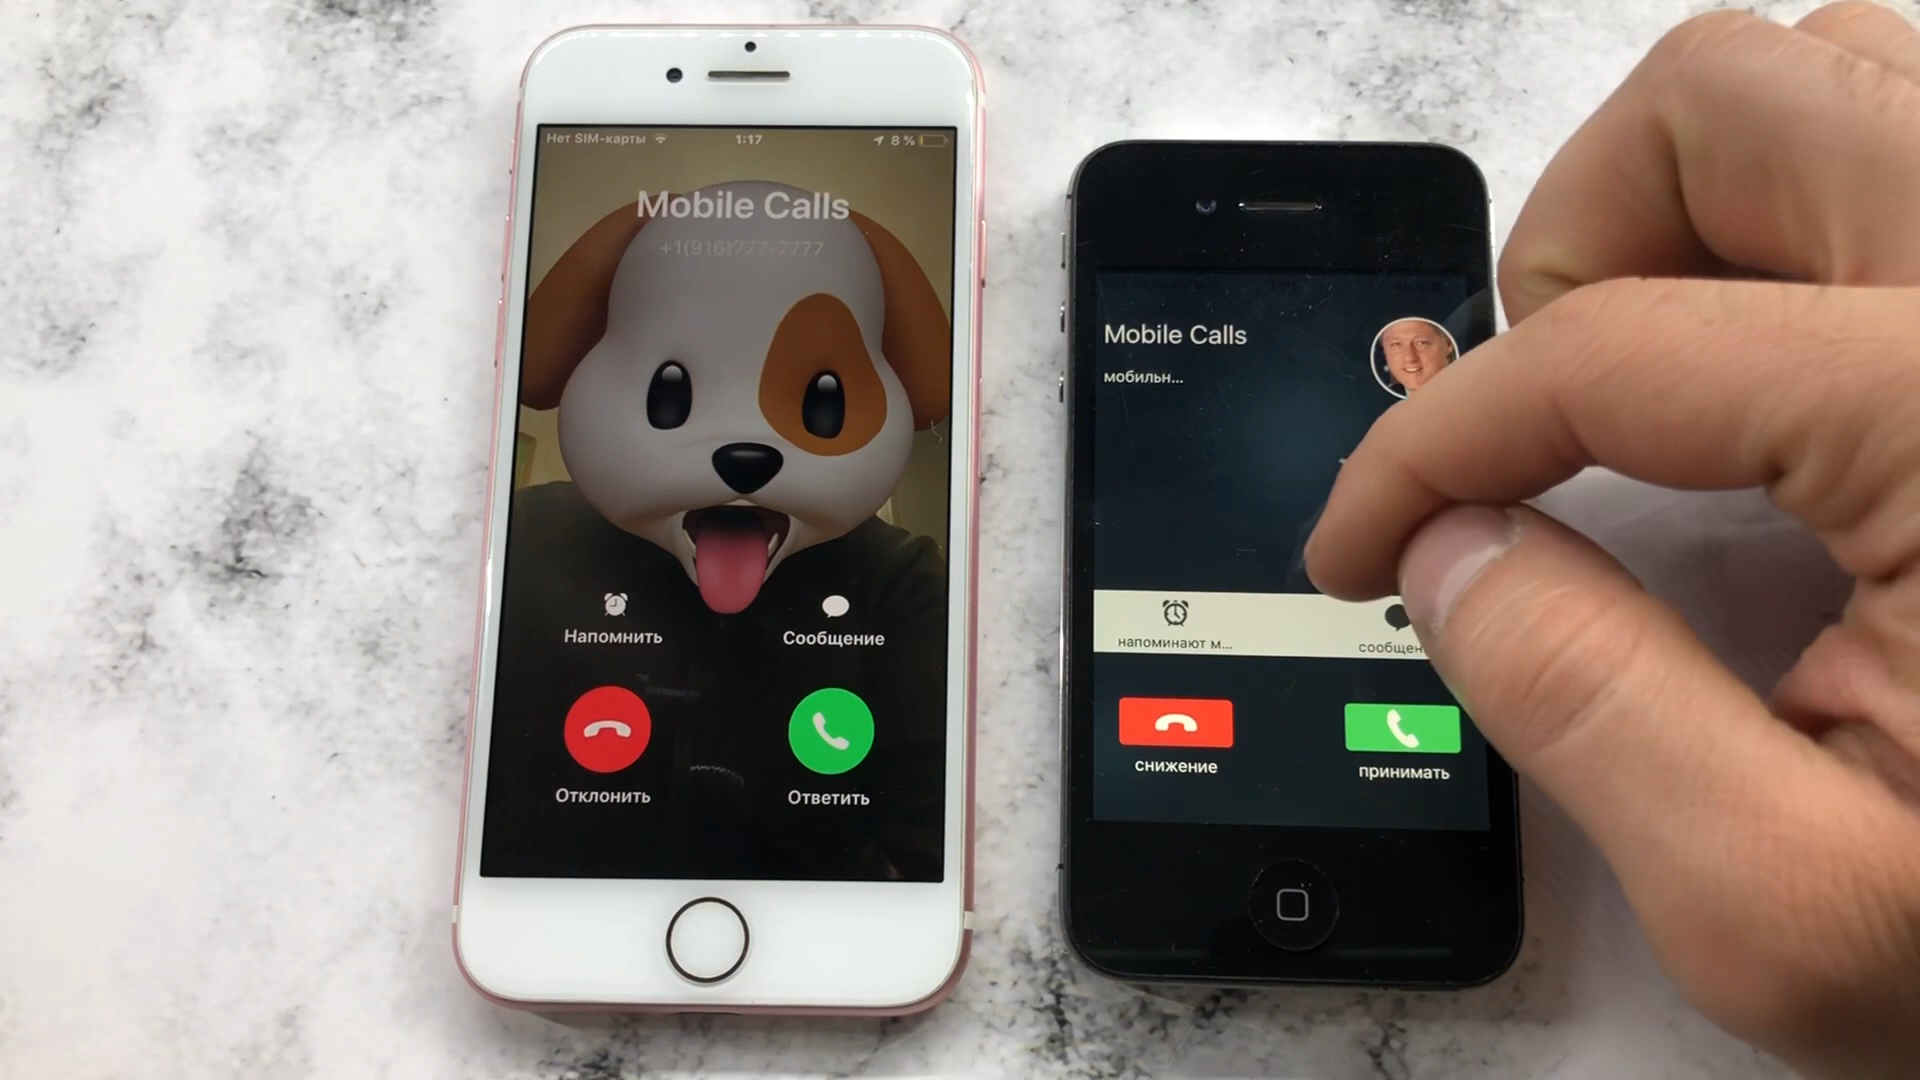 Нет SIM-карты
1:17
8 %
Mobile Calls
+1(916)777-7777
Напомнить
Сообщение
Отклонить
Ответить
Mobile Calls
мобильн...
напоминают м...
сообщен
снижение
принимать